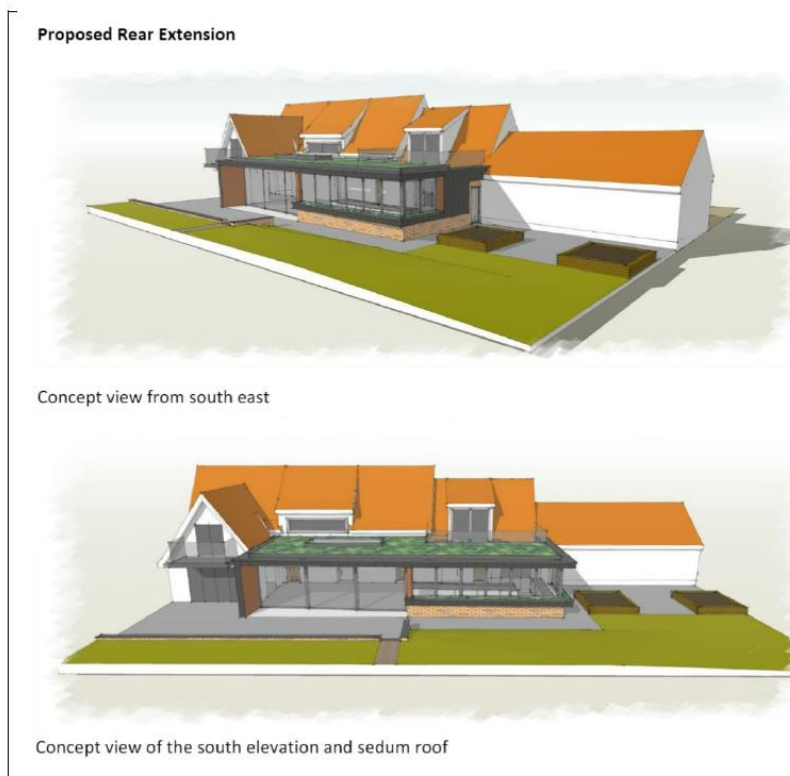 Proposed Rear Extension
Concept view from south east
Concept view of the south elevation and sedum roof